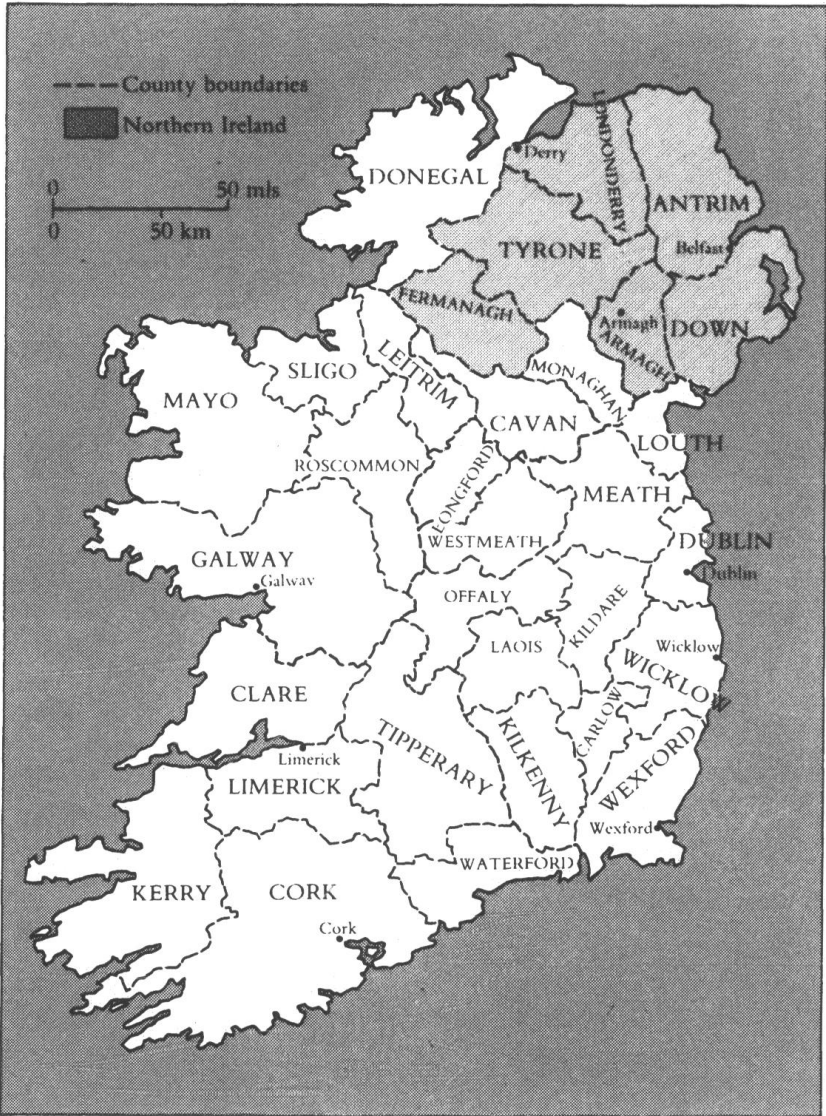 County boundaries
Northern Ireland
0 50 mls
0 50 km
DONEGAL
Derry
LONDONDERRY
ANTRIM
TYRONE
Belfast
FERMANAGH
Armagh
ARMAGH
DOWN
MONAGHAN
SLIGO
LEITRIM
MAYO
CAVAN
LOUTH
ROSCOMMON
LONGFORD
MEATH
WESTMEATH
DUBLIN
Dublin
GALWAY
Galway
OFFALY
KILDARE
LAOIS
Wicklow
WICKLOW
CLARE
CARLOW
TIPPERARY
KILKENNY
WEXFORD
Limerick
LIMERICK
Wexford
WATERFORD
KERRY
CORK
Cork